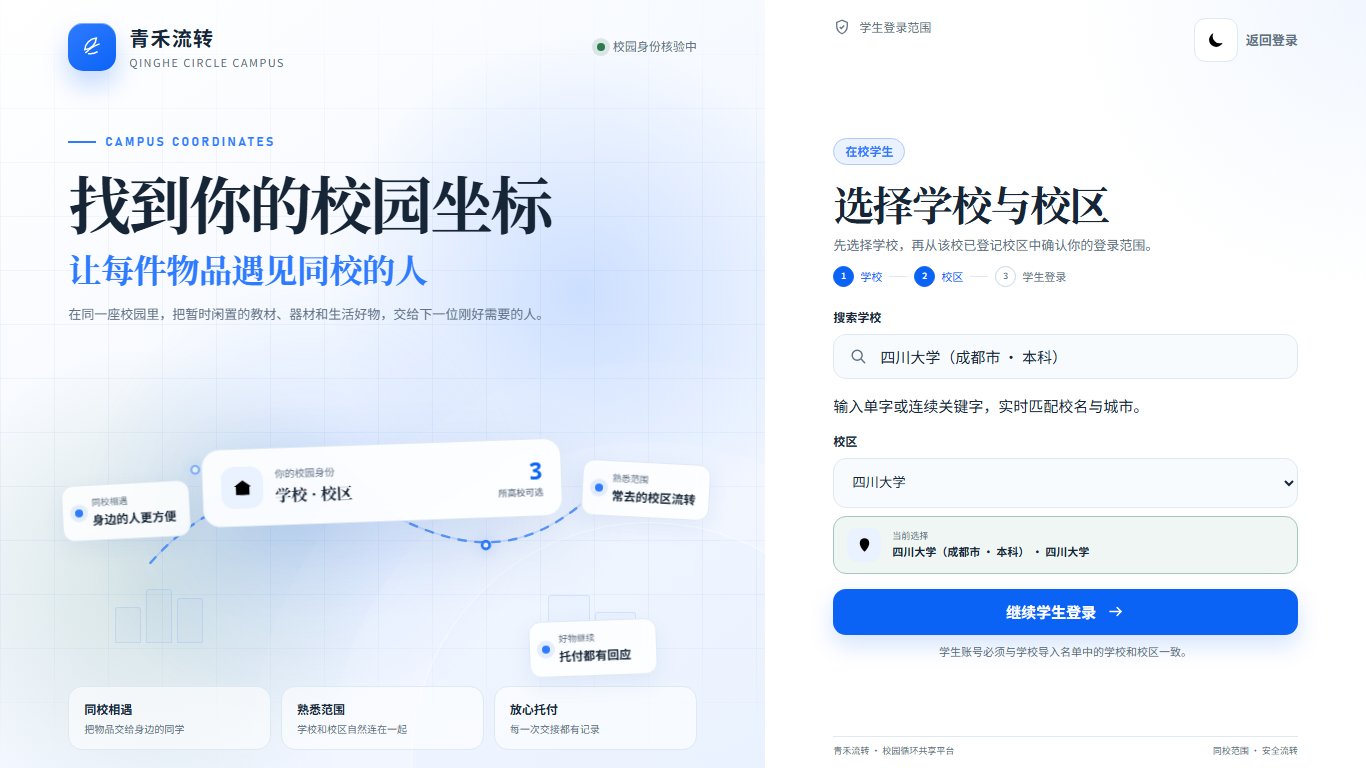 青禾流转
QINGHE CIRCLE CAMPUS
校园身份核验中
CAMPUS COORDINATES
找到你的校园坐标
让每件物品遇见同校的人
在同一座校园里，把暂时闲置的教材、器材和生活好物，交给下一位刚好需要的人。
同校相遇
身边的人更方便
你的校园身份
学校 · 校区
3
所高校可选
熟悉范围
常去的校区流转
好物继续
托付都有回应
同校相遇
把物品交给身边的同学
熟悉范围
学校和校区自然连在一起
放心托付
每一次交接都有记录
学生登录范围
返回登录
在校学生
选择学校与校区
先选择学校，再从该校已登记校区中确认你的登录范围。
1 学校 2 校区 3 学生登录
搜索学校
四川大学（成都市 · 本科）
输入单字或连续关键字，实时匹配校名与城市。
校区
四川大学
当前选择
四川大学（成都市 · 本科） · 四川大学
继续学生登录 →
学生账号必须与学校导入名单中的学校和校区一致。
青禾流转 · 校园循环共享平台
同校范围 · 安全流转